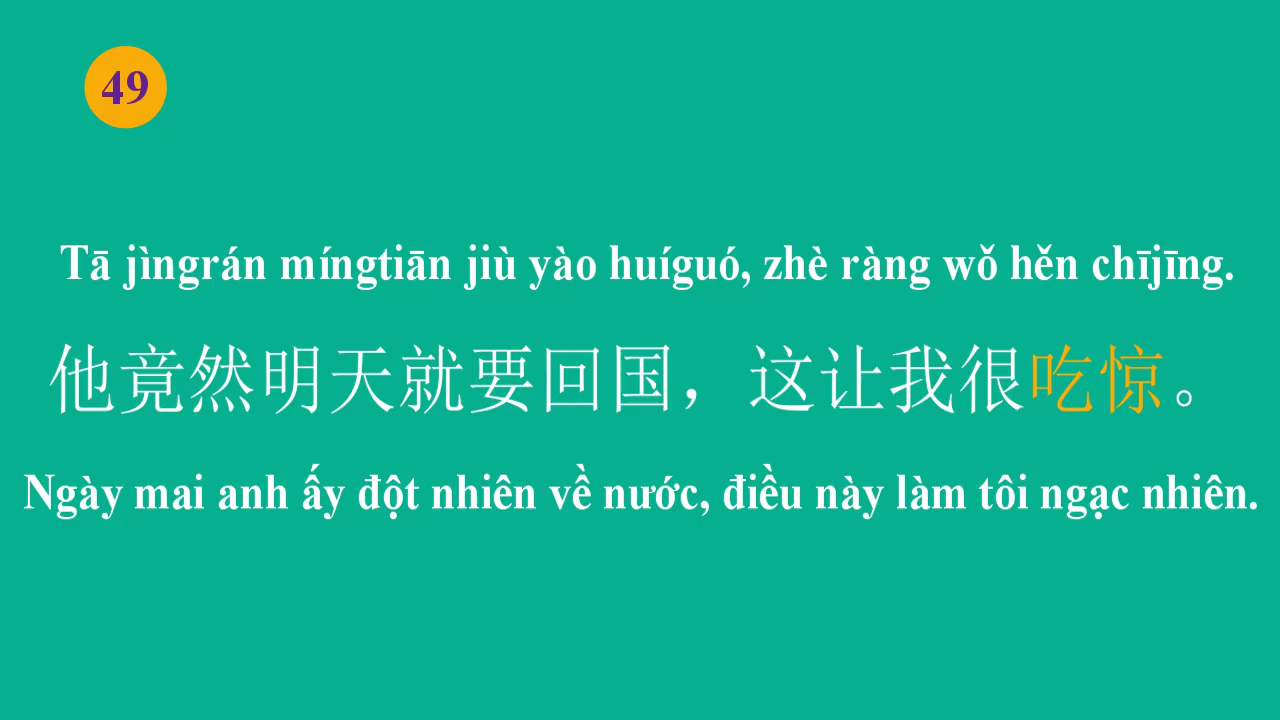 49
Tā jìngrán míngtiān jiù yào huíguó, zhè ràng wǒ hěn chījīng.
他竟然明天就要回国，这让我很吃惊。
Ngày mai anh ấy đột nhiên về nước, điều này làm tôi ngạc nhiên.